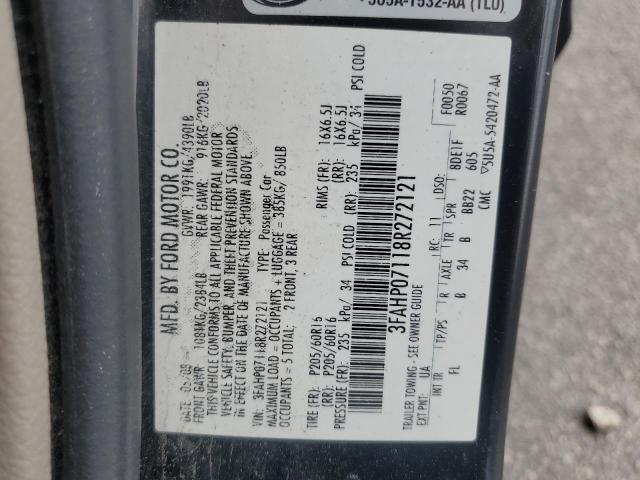 5U5A-1532-AA (TLD)
MFD. BY FORD MOTOR CO.
DATE: 05/08 GVWR: 1991KG/4390LB
FRONT GAWR: 1081KG/2384LB REAR GAWR: 916KG/2020LB
THIS VEHICLE CONFORMS TO ALL APPLICABLE FEDERAL MOTOR
VEHICLE SAFETY, BUMPER, AND THEFT PREVENTION STANDARDS
IN EFFECT ON THE DATE OF MANUFACTURE SHOWN ABOVE.
VIN: 3FAHP07118R272121 TYPE: Passenger Car
MAXIMUM LOAD = OCCUPANTS + LUGGAGE = 385KG/ 850LB
OCCUPANTS = 5 TOTAL: 2 FRONT, 3 REAR
TIRE (FR): P205/60R16 RIMS (FR): 16X6.5J
(RR): P205/60R16 (RR): 16X6.5J
PRESSURE (FR): 235 kPa/ 34 PSI COLD (RR): 235 kPa/ 34 PSI COLD
3FAHP07118R272121
TRAILER TOWING - SEE OWNER GUIDE
EXT PNT: UA RC: 11 DSO: F0050
R0067
INT TR TP/PS R AXLE TR SPR 8DE1F
FL B 34 B BB22 605
CMC 5U5A-5420472-AA